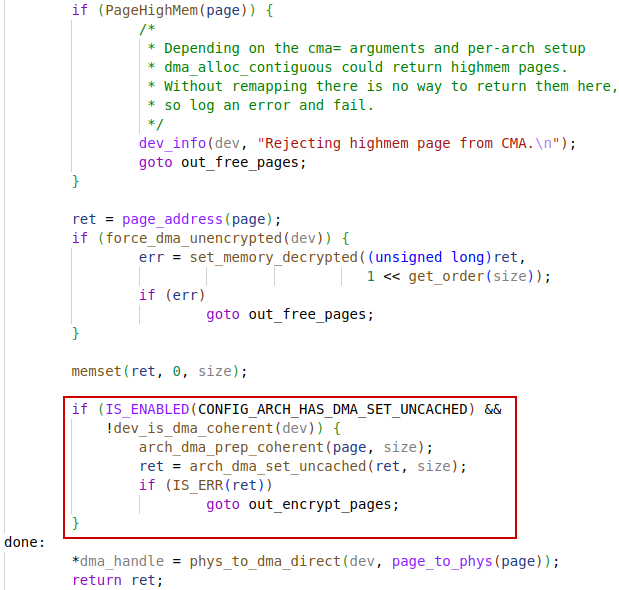 if (PageHighMem(page)) {
/*
* Depending on the cma= arguments and per-arch setup
* dma_alloc_contiguous could return highmem pages.
* Without remapping there is no way to return them here,
* so log an error and fail.
*/
dev_info(dev, "Rejecting highmem page from CMA.\n");
goto out_free_pages;
}
ret = page_address(page);
if (force_dma_unencrypted(dev)) {
err = set_memory_decrypted((unsigned long)ret,
1 << get_order(size));
if (err)
goto out_free_pages;
}
memset(ret, 0, size);
if (IS_ENABLED(CONFIG_ARCH_HAS_DMA_SET_UNCACHED) &&
!dev_is_dma_coherent(dev)) {
arch_dma_prep_coherent(page, size);
ret = arch_dma_set_uncached(ret, size);
if (IS_ERR(ret))
goto out_encrypt_pages;
}
done:
*dma_handle = phys_to_dma_direct(dev, page_to_phys(page));
return ret;